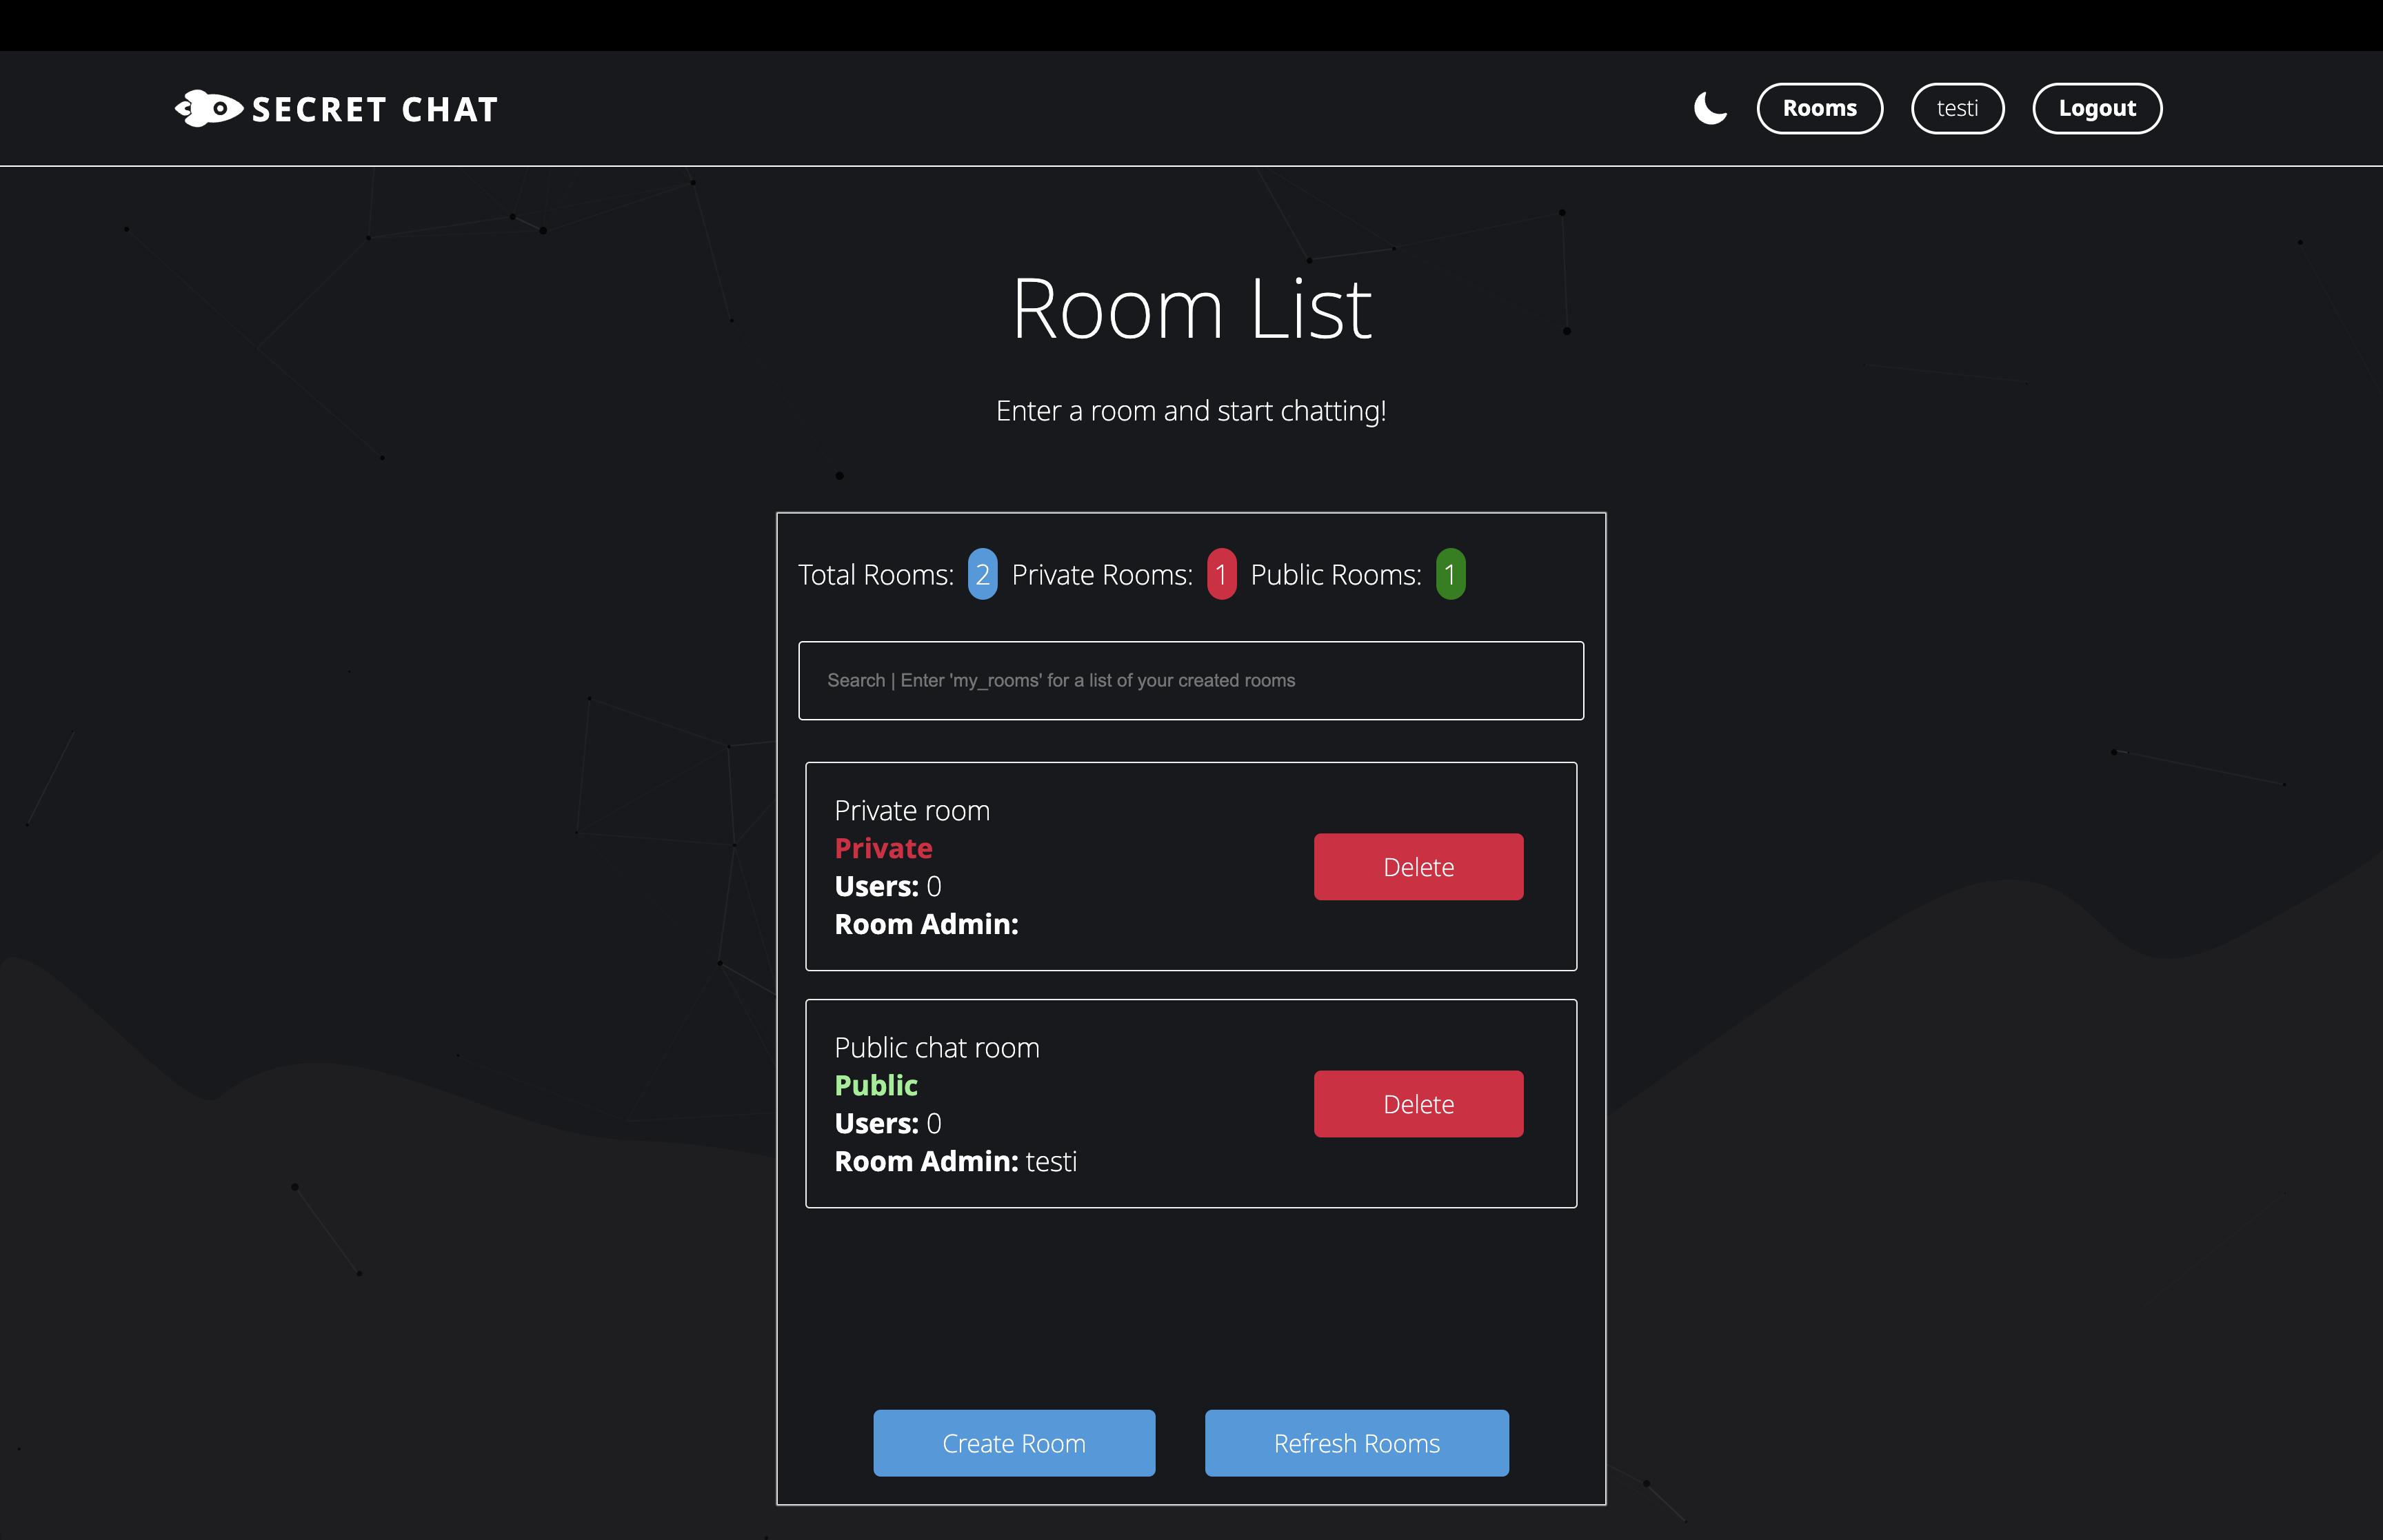 SECRET CHAT
Rooms
testi
Logout
Room List
Enter a room and start chatting!
Total Rooms: 2 Private Rooms: 1 Public Rooms: 1
Search | Enter 'my_rooms' for a list of your created rooms
Private room
Private
Users: 0
Room Admin:
Delete
Public chat room
Public
Users: 0
Room Admin: testi
Delete
Create Room
Refresh Rooms